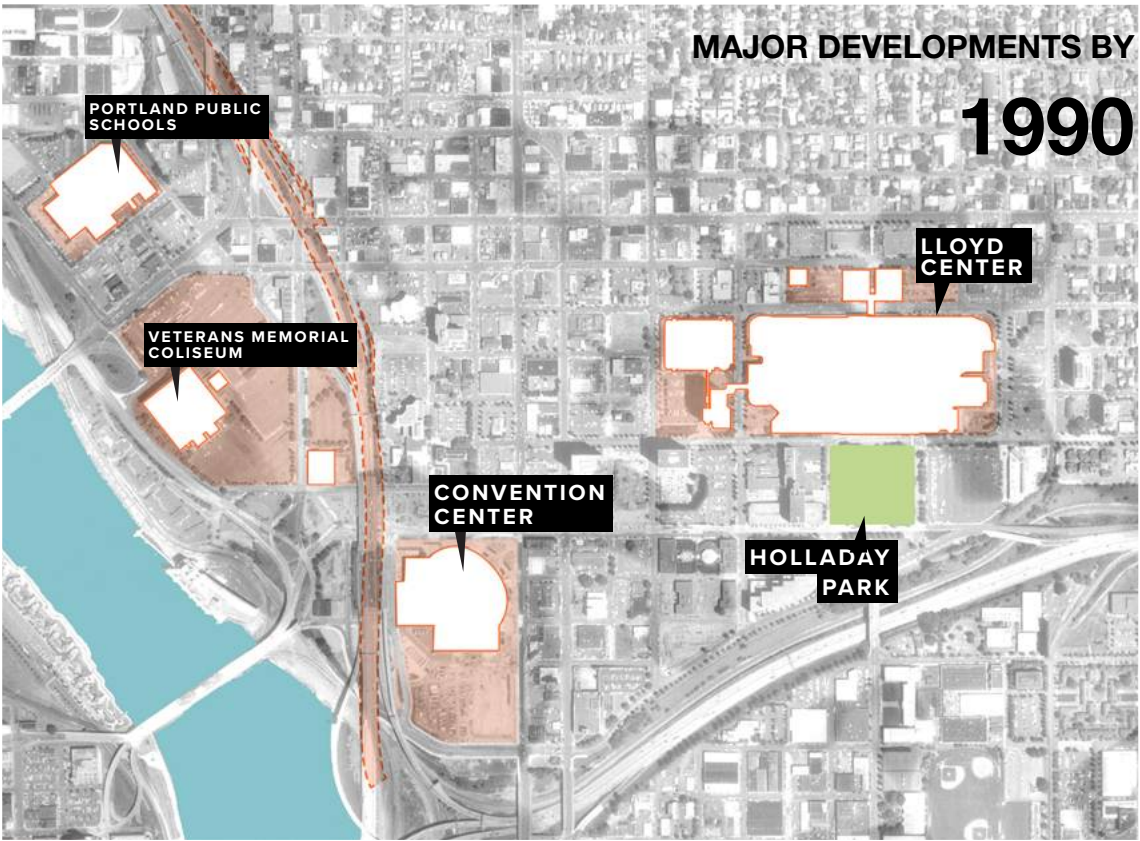 MAJOR DEVELOPMENTS BY
1990
PORTLAND PUBLIC
SCHOOLS
LLOYD
CENTER
VETERANS MEMORIAL
COLISEUM
CONVENTION
CENTER
HOLLADAY
PARK